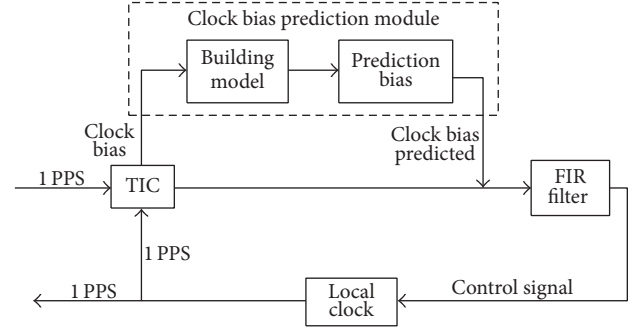 Clock bias prediction module
Building
model
Prediction
bias
Clock
bias
Clock bias
predicted
1 PPS
TIC
FIR
filter
1 PPS
1 PPS
Local
clock
Control signal